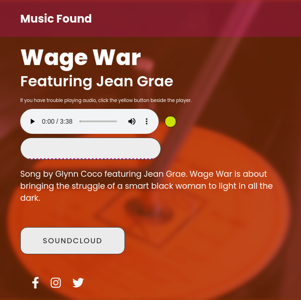 Music Found
Wage War
Featuring Jean Grae
If you have trouble playing audio, click the yellow button beside the player.
0:00 / 3:38
Song by Glynn Coco featuring Jean Grae. Wage War is about
bringing the struggle of a smart black woman to light in all the
dark.
SOUNDCLOUD